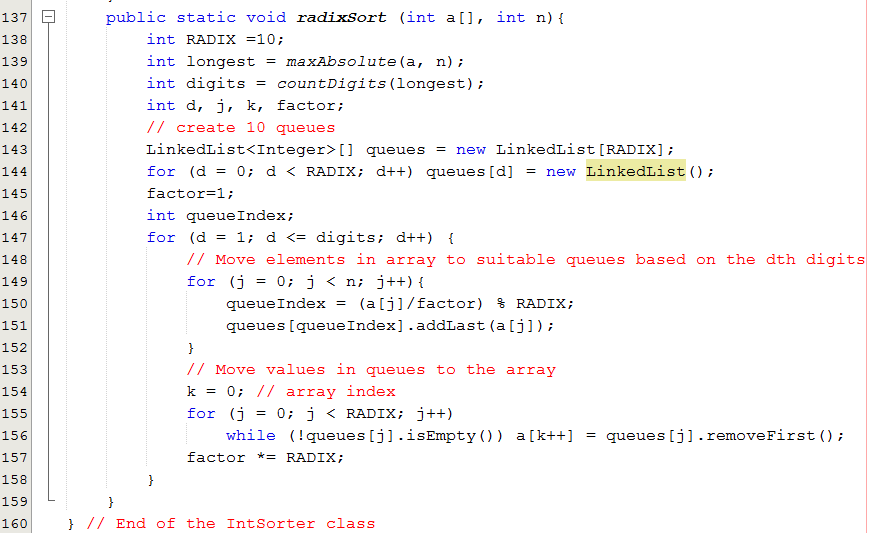 137 public static void radixSort (int a[], int n){
138 int RADIX =10;
139 int longest = maxAbsolute(a, n);
140 int digits = countDigits(longest);
141 int d, j, k, factor;
142 // create 10 queues
143 LinkedList<Integer>[] queues = new LinkedList[RADIX];
144 for (d = 0; d < RADIX; d++) queues[d] = new LinkedList();
145 factor=1;
146 int queueIndex;
147 for (d = 1; d <= digits; d++) {
148 // Move elements in array to suitable queues based on the dth digits
149 for (j = 0; j < n; j++){
150 queueIndex = (a[j]/factor) % RADIX;
151 queues[queueIndex].addLast(a[j]);
152 }
153 // Move values in queues to the array
154 k = 0; // array index
155 for (j = 0; j < RADIX; j++)
156 while (!queues[j].isEmpty()) a[k++] = queues[j].removeFirst();
157 factor *= RADIX;
158 }
159 }
160 } // End of the IntSorter class